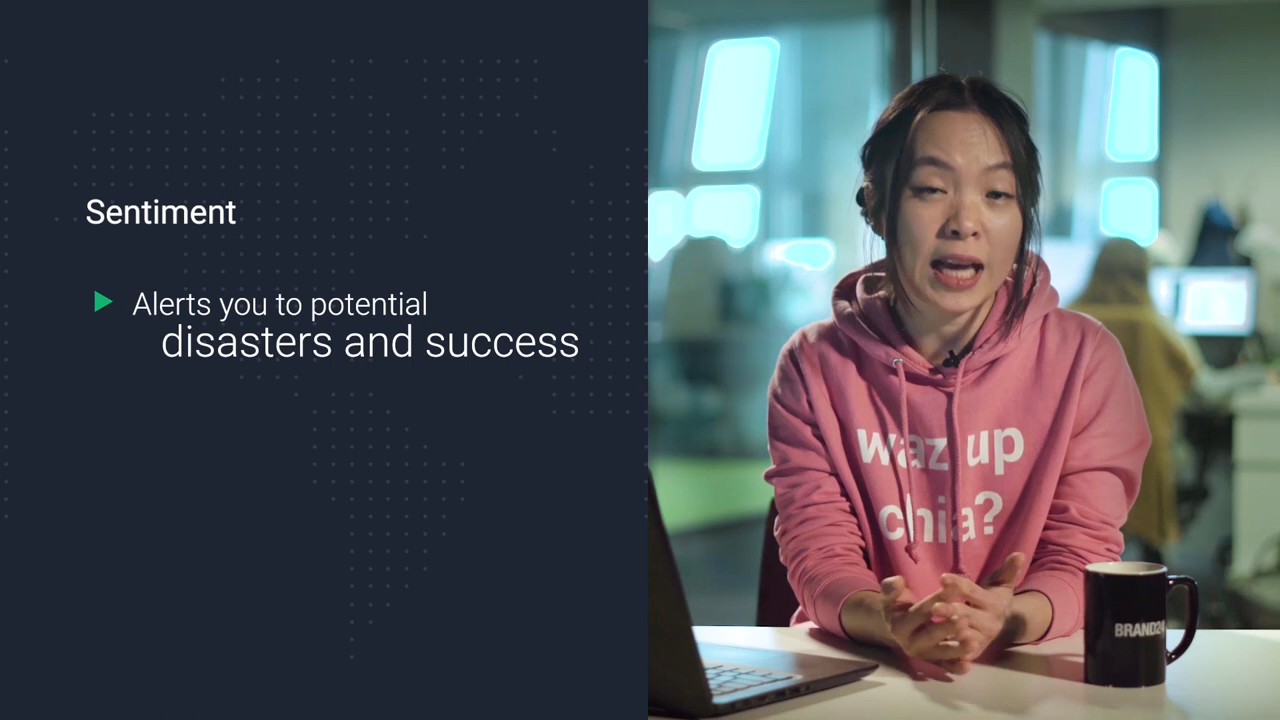 Sentiment
Alerts you to potential
disasters and success
waz up
chia?
BRAND24